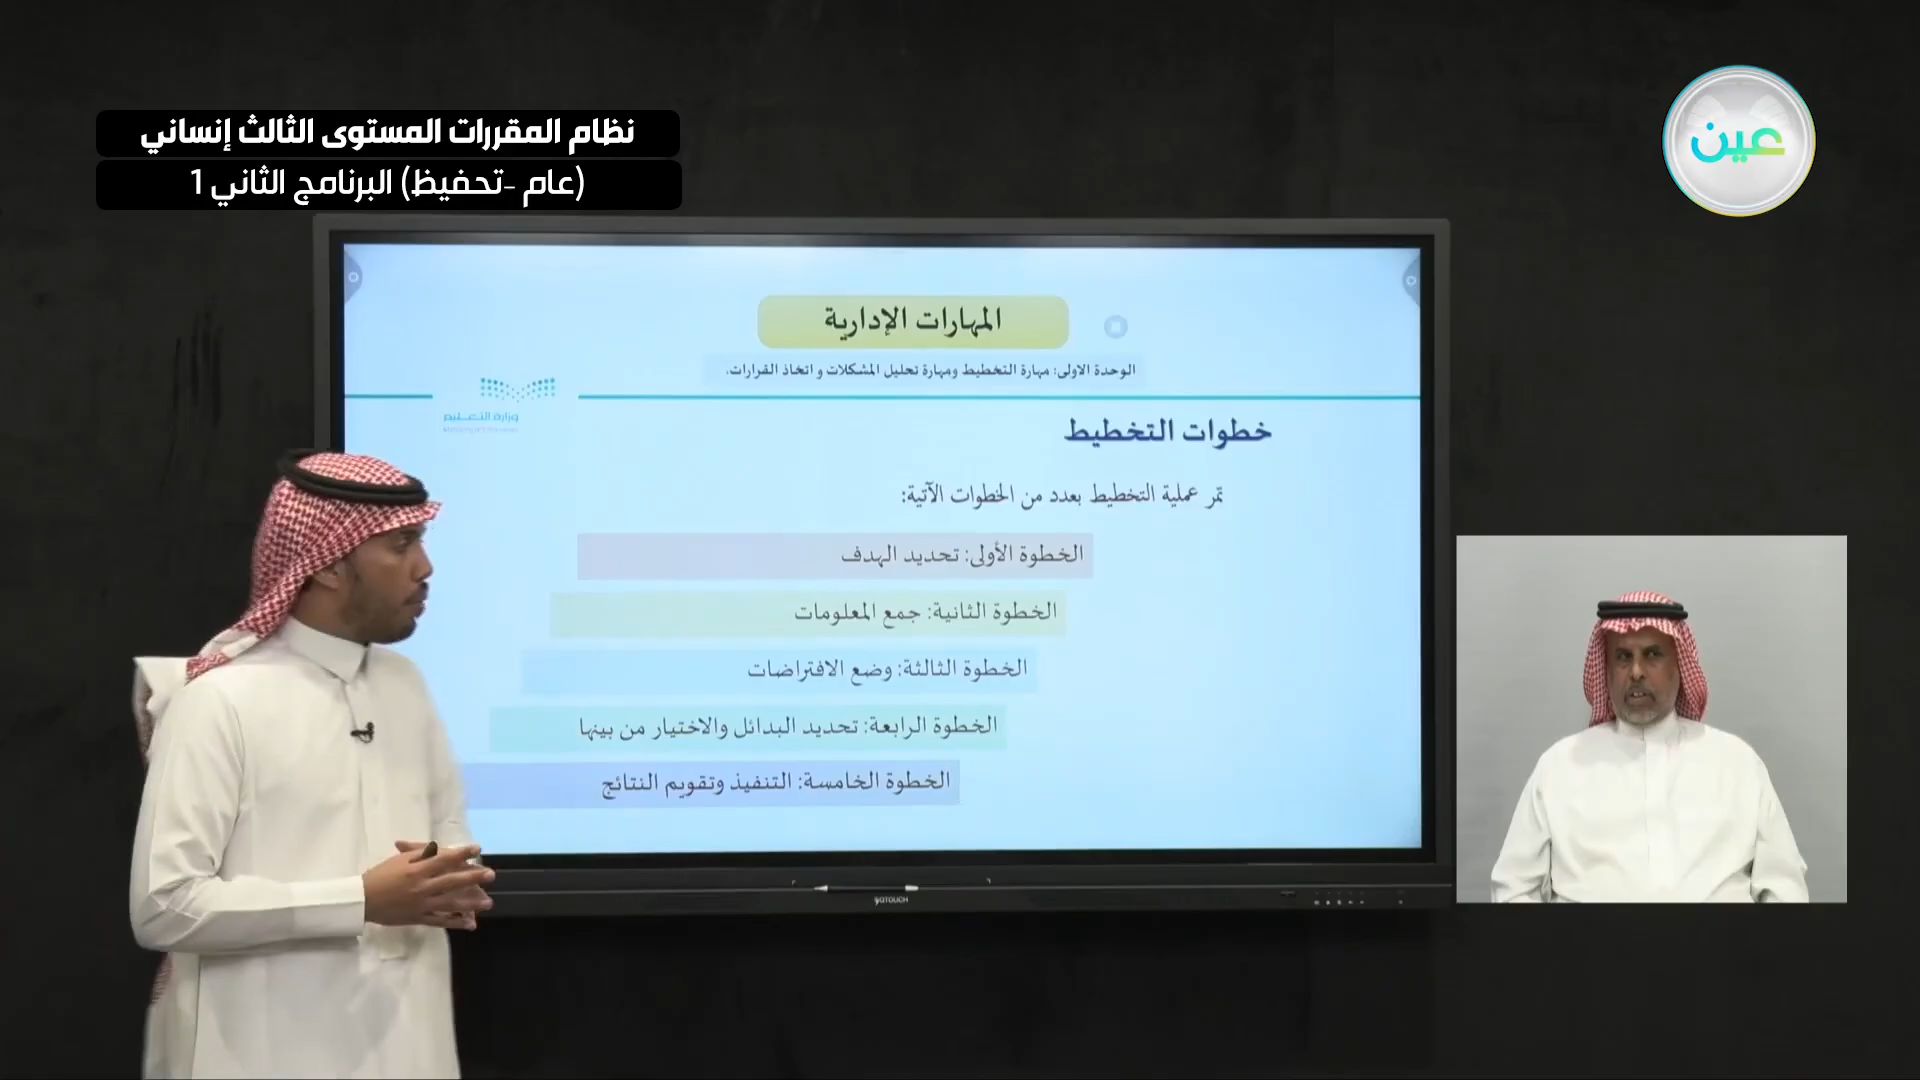 نظام المقررات المستوى الثالث إنساني
(عام -تحفيظ) البرنامج الثاني 1
عين
المهارات الإدارية
الوحدة الاولى: مهارة التخطيط ومهارة تحليل المشكلات و اتخاذ القرارات.
وزارة التعليم
خطوات التخطيط
تمر عملية التخطيط بعدد من الخطوات الآتية:
الخطوة الأولى: تحديد الهدف
الخطوة الثانية: جمع المعلومات
الخطوة الثالثة: وضع الافتراضات
الخطوة الرابعة: تحديد البدائل والاختيار من بينها
الخطوة الخامسة: التنفيذ وتقويم النتائج